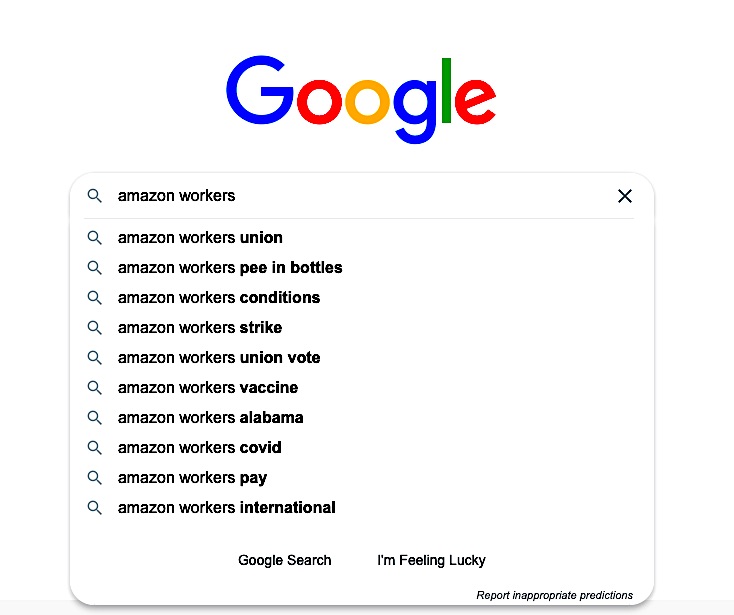 Google
amazon workers
amazon workers union
amazon workers pee in bottles
amazon workers conditions
amazon workers strike
amazon workers union vote
amazon workers vaccine
amazon workers alabama
amazon workers covid
amazon workers pay
amazon workers international
Google Search I'm Feeling Lucky
Report inappropriate predictions